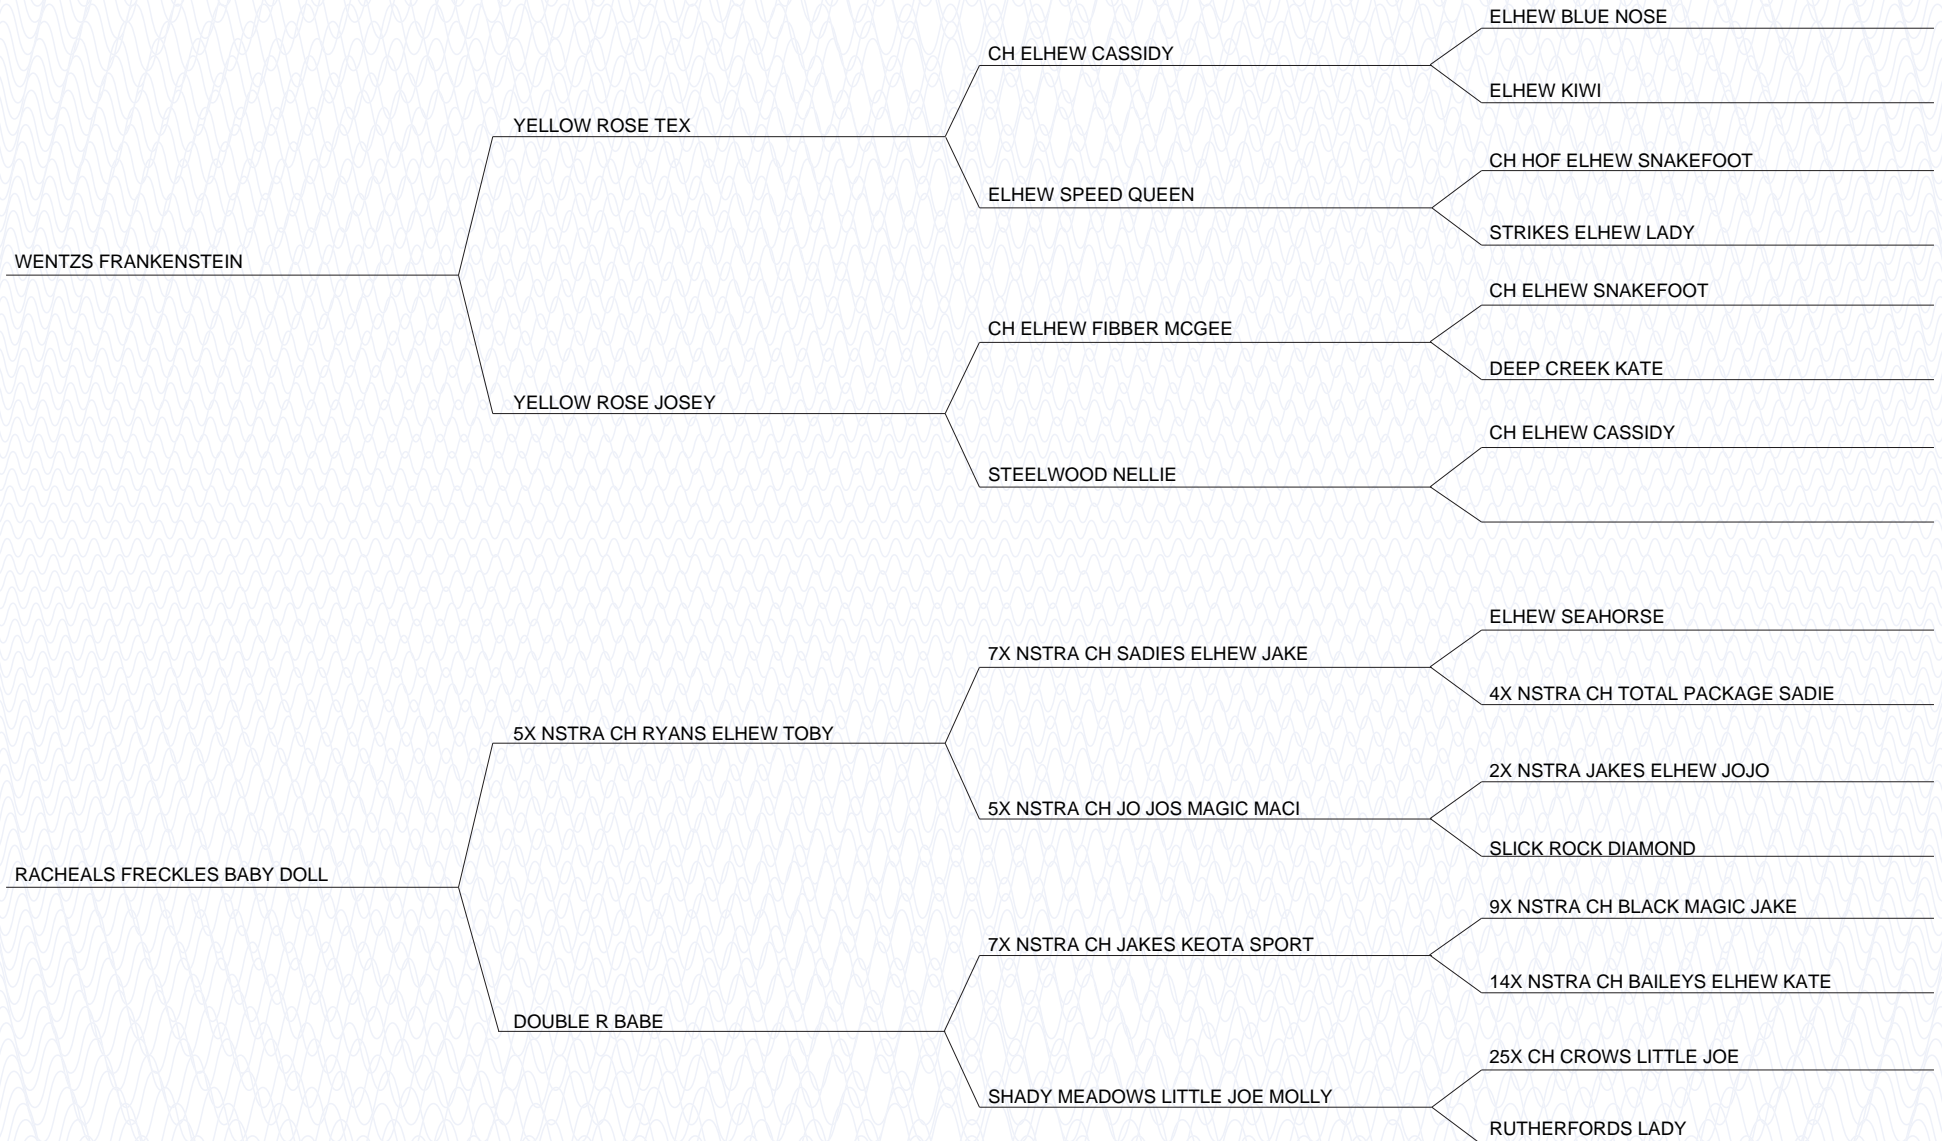 ELHEW BLUE NOSE
CH ELHEW CASSIDY
ELHEW KIWI
YELLOW ROSE TEX
CH HOF ELHEW SNAKEFOOT
ELHEW SPEED QUEEN
STRIKES ELHEW LADY
WENTZS FRANKENSTEIN
CH ELHEW SNAKEFOOT
CH ELHEW FIBBER MCGEE
DEEP CREEK KATE
YELLOW ROSE JOSEY
CH ELHEW CASSIDY
STEELWOOD NELLIE
ELHEW SEAHORSE
7X NSTRA CH SADIES ELHEW JAKE
4X NSTRA CH TOTAL PACKAGE SADIE
5X NSTRA CH RYANS ELHEW TOBY
2X NSTRA JAKES ELHEW JOJO
5X NSTRA CH JO JOS MAGIC MACI
SLICK ROCK DIAMOND
RACHEALS FRECKLES BABY DOLL
9X NSTRA CH BLACK MAGIC JAKE
7X NSTRA CH JAKES KEOTA SPORT
14X NSTRA CH BAILEYS ELHEW KATE
DOUBLE R BABE
25X CH CROWS LITTLE JOE
SHADY MEADOWS LITTLE JOE MOLLY
RUTHERFORDS LADY